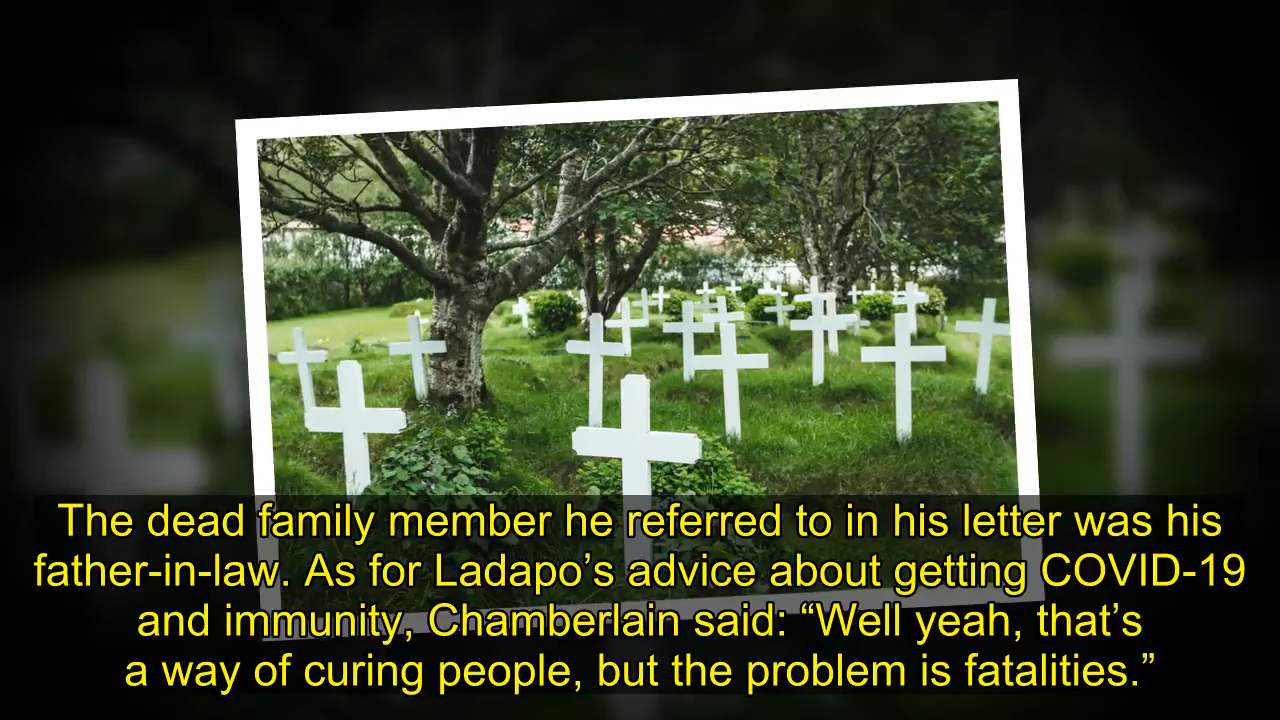 The dead family member he referred to in his letter was his
father-in-law. As for Ladapo’s advice about getting COVID-19
and immunity, Chamberlain said: “Well yeah, that’s
a way of curing people, but the problem is fatalities.”